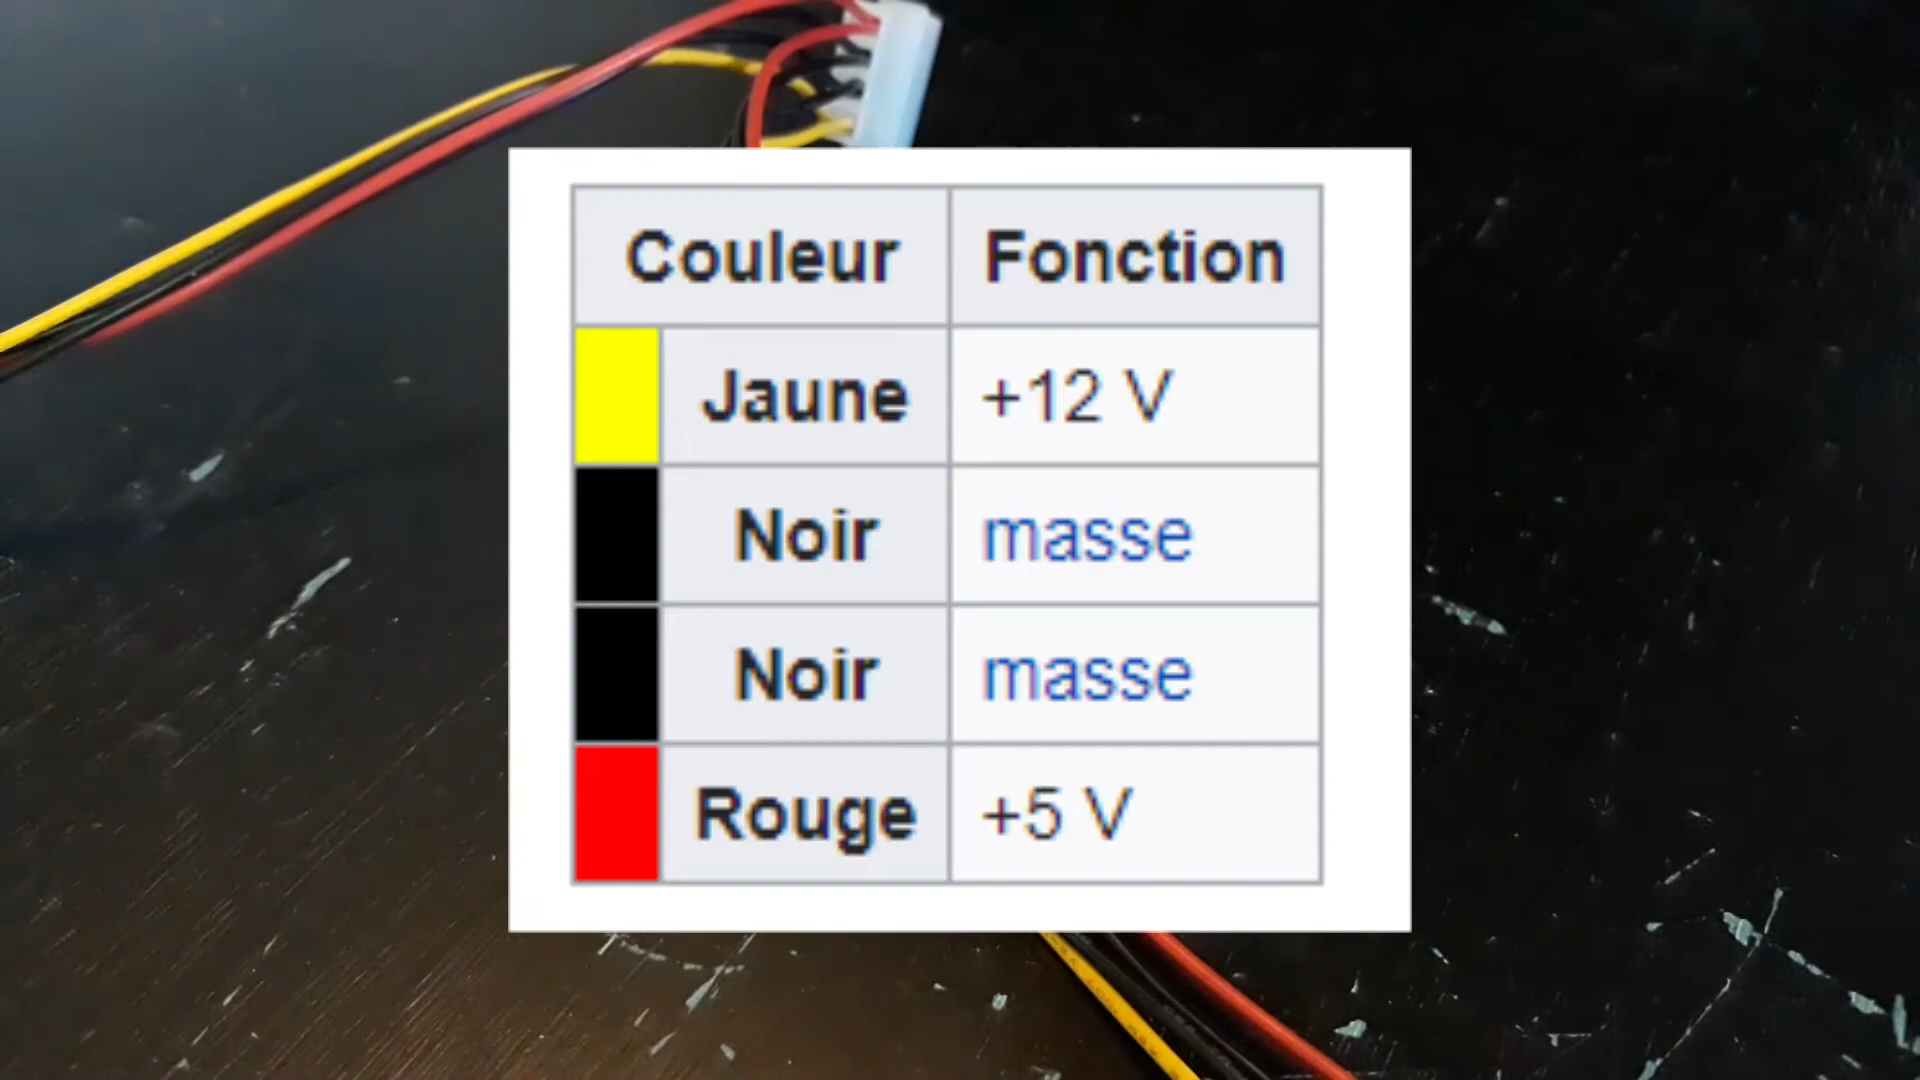 Couleur Fonction
Jaune +12 V
Noir masse
Noir masse
Rouge +5 V